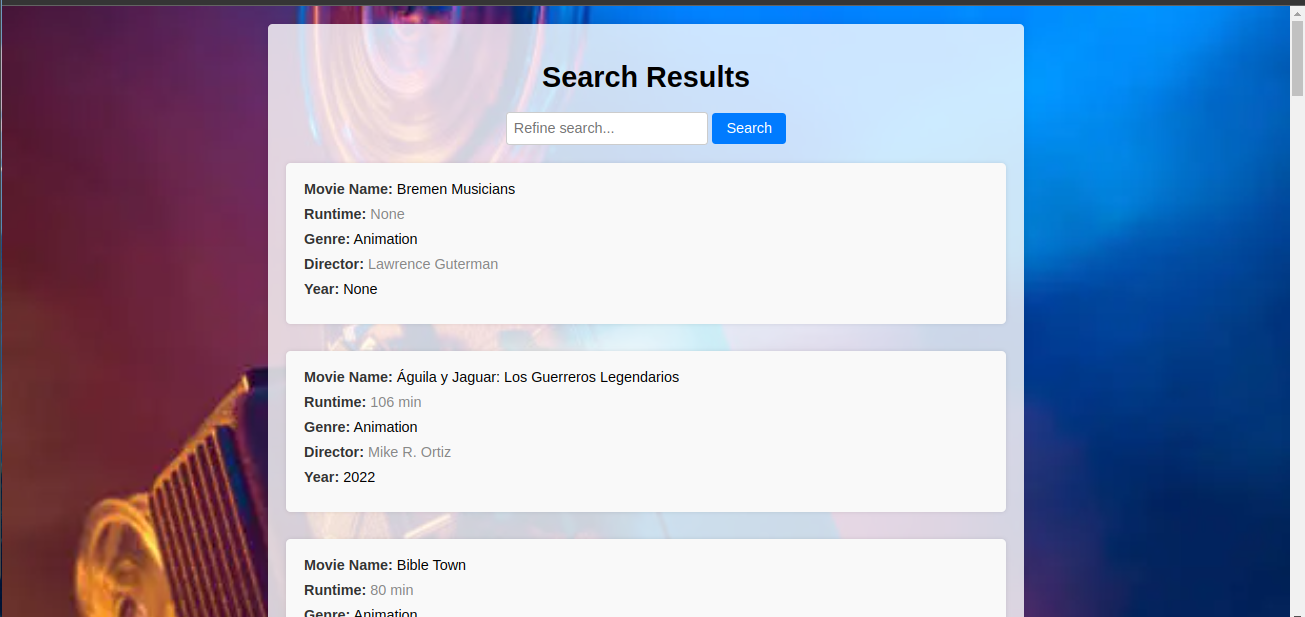 Search Results
Refine search...
Search
Movie Name: Bremen Musicians
Runtime: None
Genre: Animation
Director: Lawrence Guterman
Year: None
Movie Name: Águila y Jaguar: Los Guerreros Legendarios
Runtime: 106 min
Genre: Animation
Director: Mike R. Ortiz
Year: 2022
Movie Name: Bible Town
Runtime: 80 min
Genre: Animation